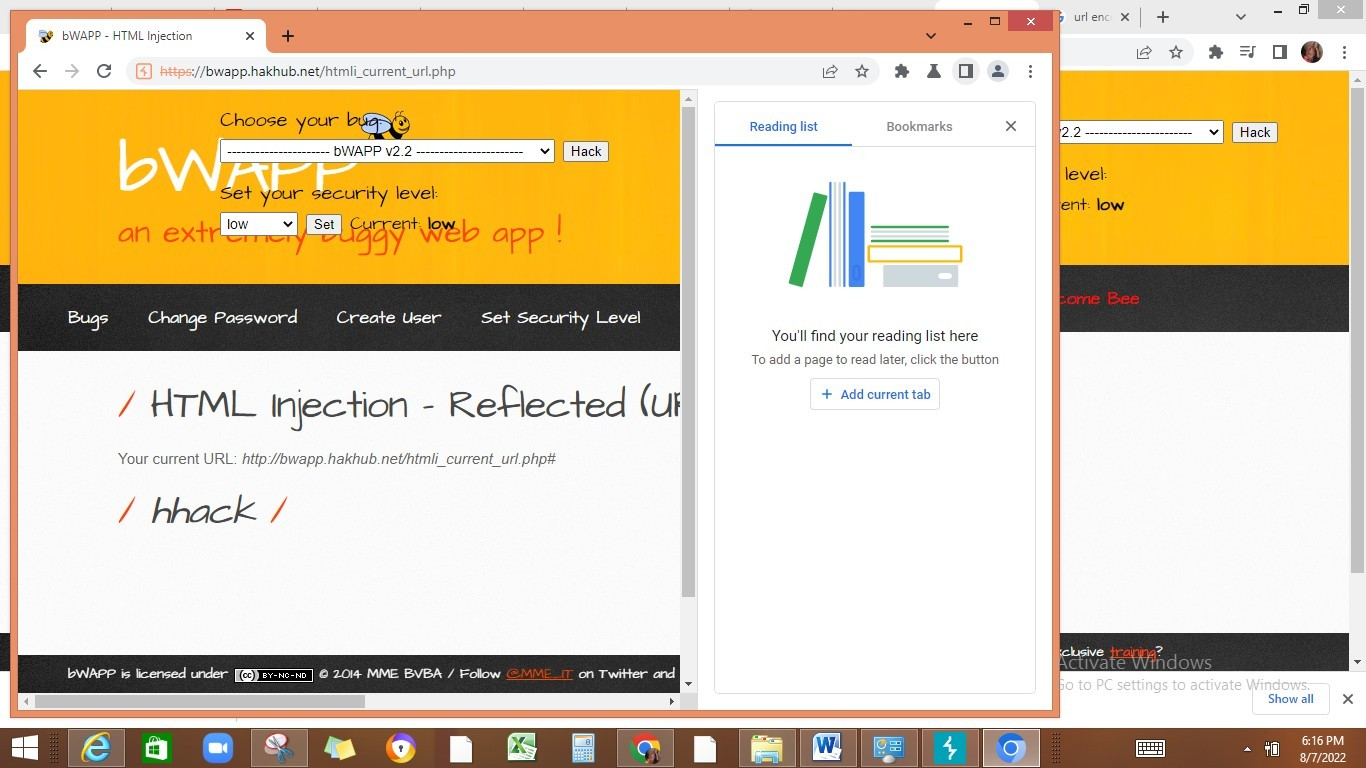 bWAPP - HTML Injection
url enc
https://bwapp.hakhub.net/htmli_current_url.php
Choose your bug:
---------------------- bWAPP v2.2 ----------------------- Hack
bWAPP
Set your security level:
low Set Current: low
an extremely buggy web app !
Bugs Change Password Create User Set Security Level
/ HTML Injection - Reflected (UR
Your current URL: http://bwapp.hakhub.net/htmli_current_url.php#
/ hhack /
bWAPP is licensed under (cc) BY-NC-ND © 2014 MME BVBA / Follow @MME_IT on Twitter and
Reading list Bookmarks
You'll find your reading list here
To add a page to read later, click the button
+ Add current tab
v2.2 ----------------------- Hack
level:
ent: low
come Bee
xclusive training?
Activate Windows
Go to PC settings to activate Windows.
Show all
6:16 PM
8/7/2022